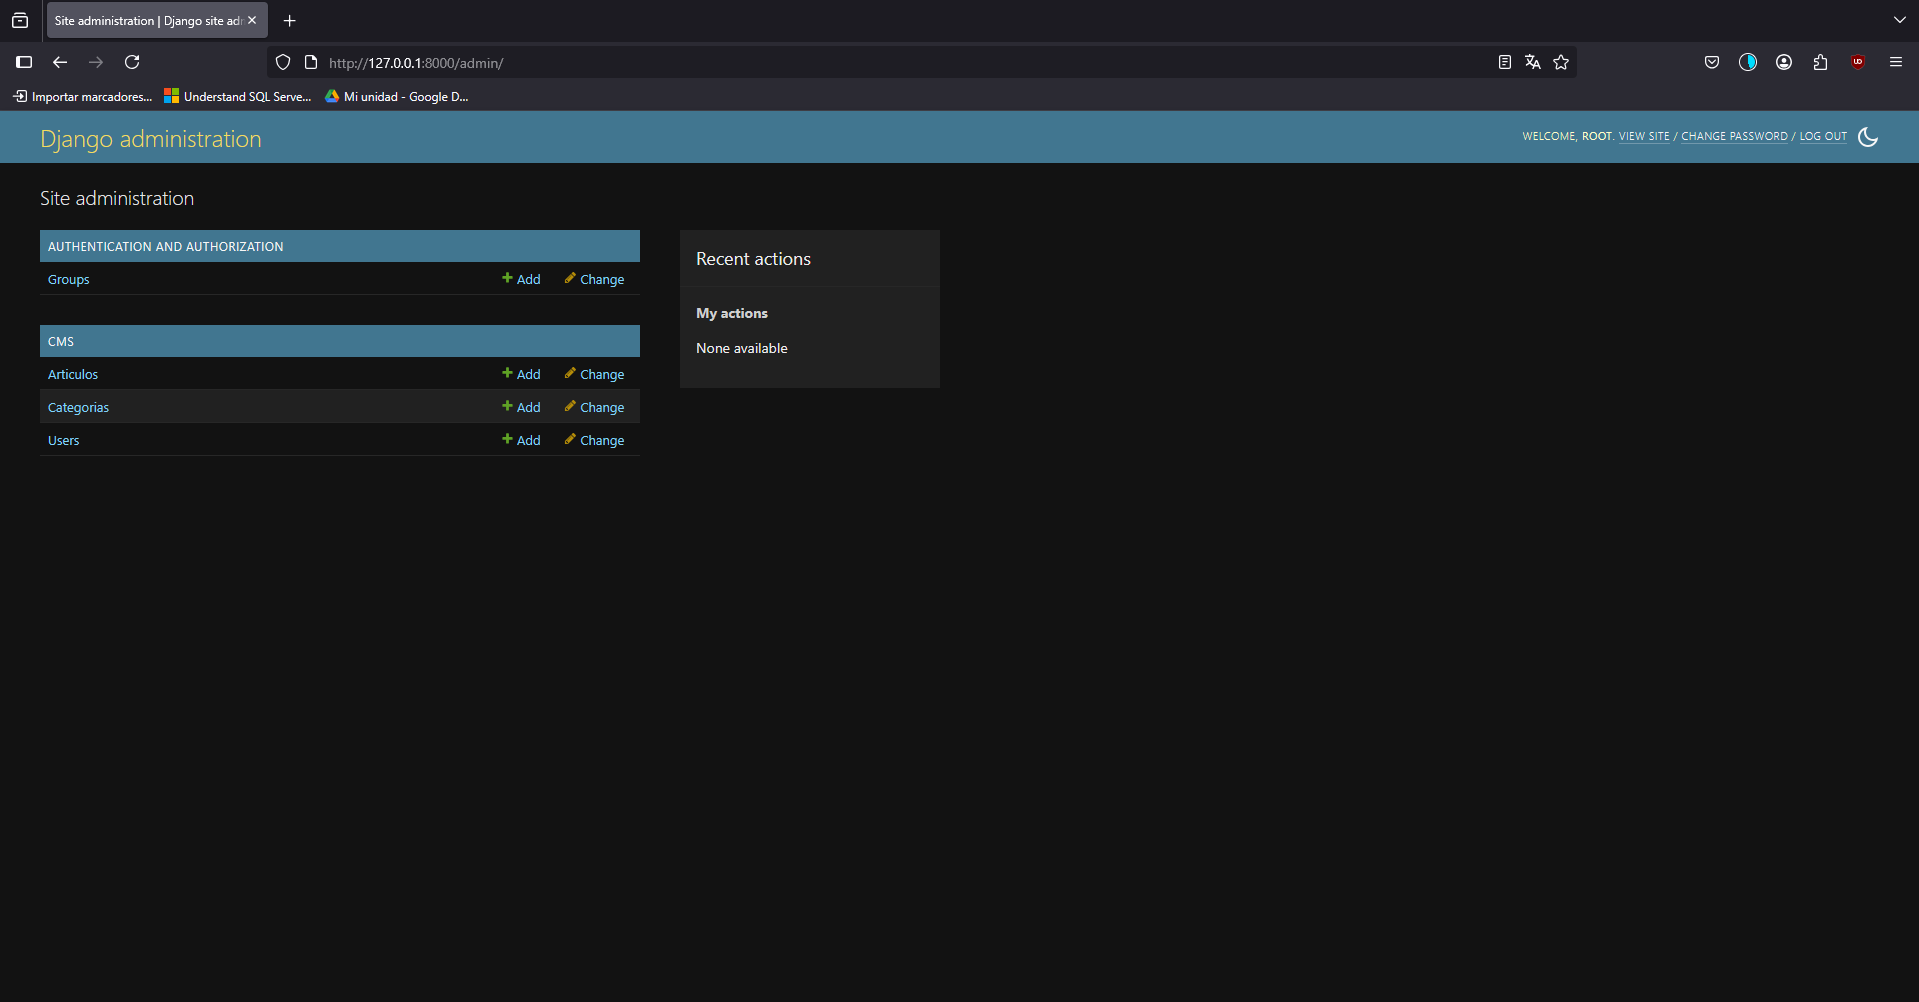 Site administration | Django site adn
http://127.0.0.1:8000/admin/
Importar marcadores...
Understand SQL Serve...
Mi unidad - Google D...
Django administration
WELCOME, ROOT. VIEW SITE / CHANGE PASSWORD / LOG OUT
Site administration
AUTHENTICATION AND AUTHORIZATION
Groups Add Change
CMS
Articulos Add Change
Categorias Add Change
Users Add Change
Recent actions
My actions
None available